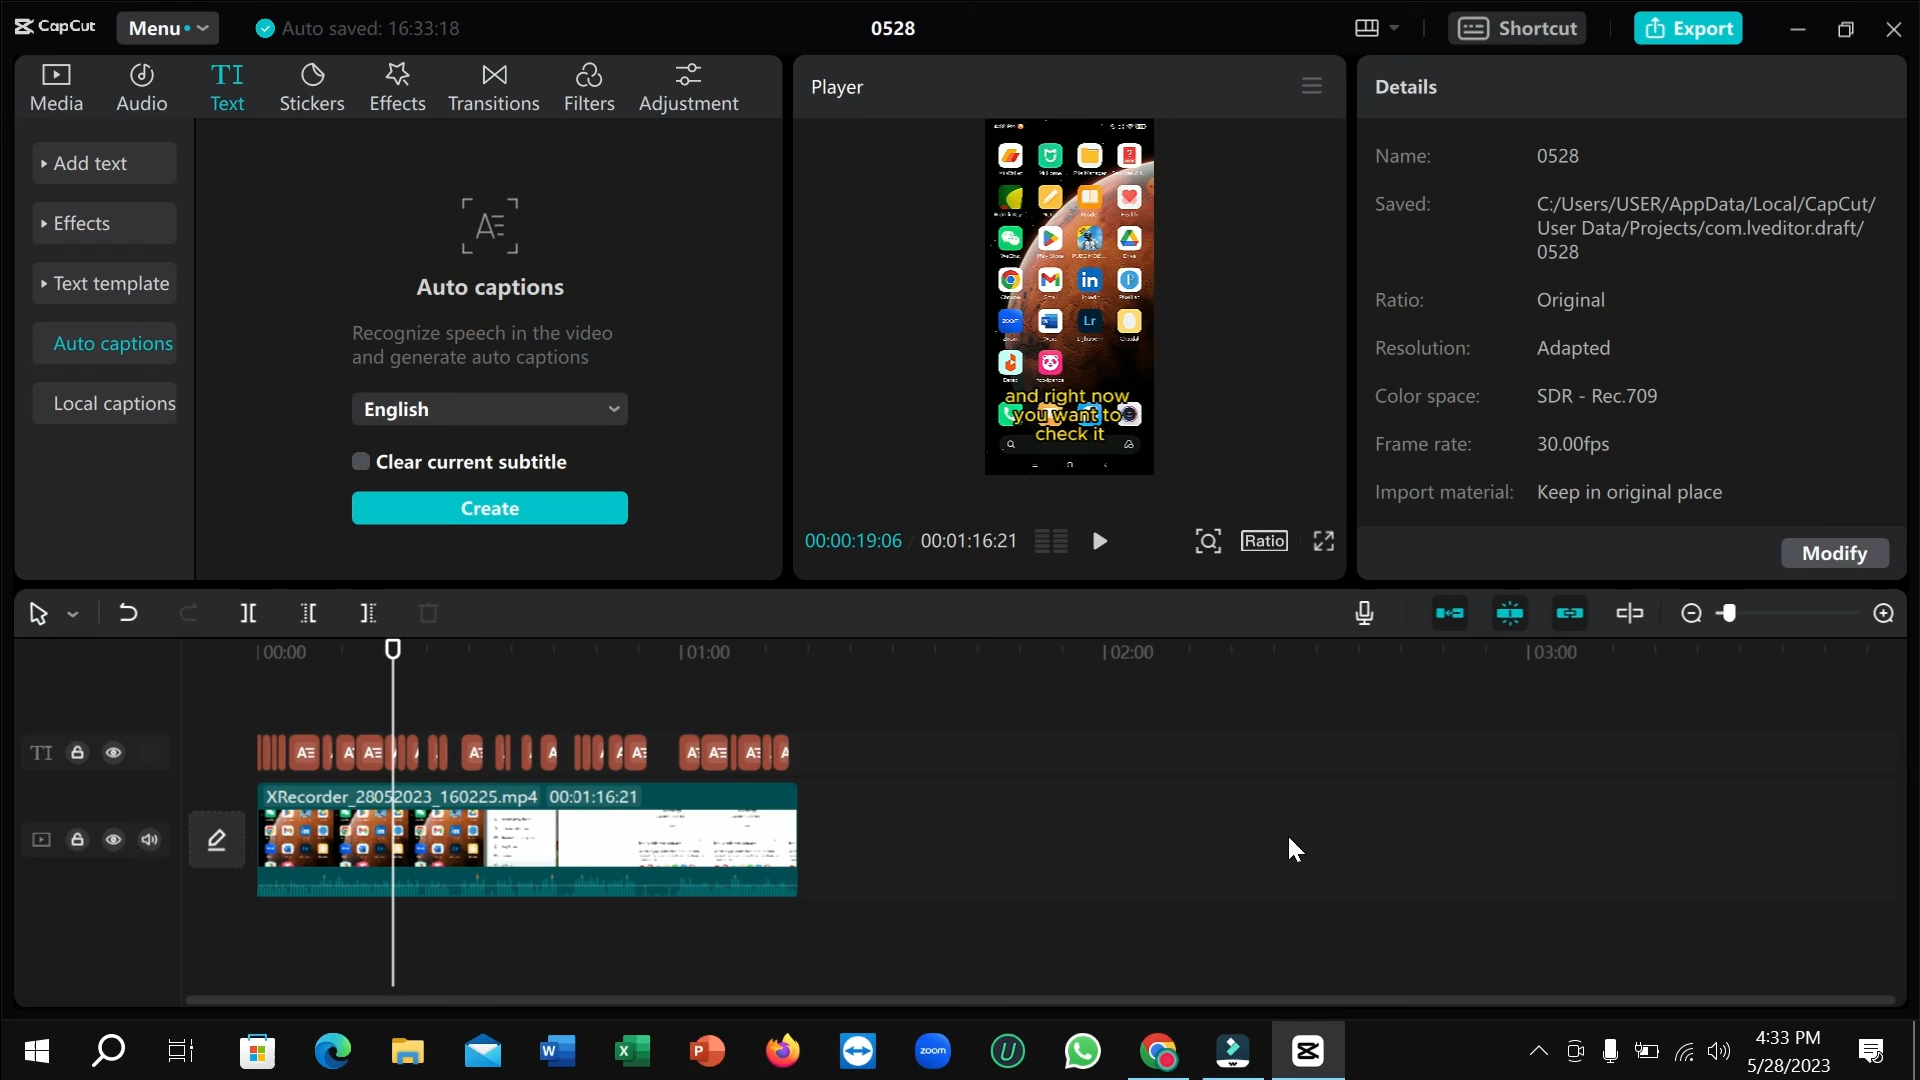 CapCut
Menu
Auto saved: 16:33:18
0528
Shortcut
Export
Media
Audio
TI
Text
Stickers
Effects
Transitions
Filters
Adjustment
Add text
Effects
Text template
Auto captions
Local captions
Auto captions
Recognize speech in the video
and generate auto captions
English
Clear current subtitle
Create
Player
and right now
you want to
check it
00:00:19:06
00:01:16:21
Ratio
Details
Name: 0528
Saved: C:/Users/USER/AppData/Local/CapCut/
User Data/Projects/com.lveditor.draft/
0528
Ratio: Original
Resolution: Adapted
Color space: SDR - Rec.709
Frame rate: 30.00fps
Import material: Keep in original place
Modify
00:00
01:00
02:00
03:00
TI
XRecorder_28052023_160225.mp4 00:01:16:21
zoom
4:33 PM
5/28/2023